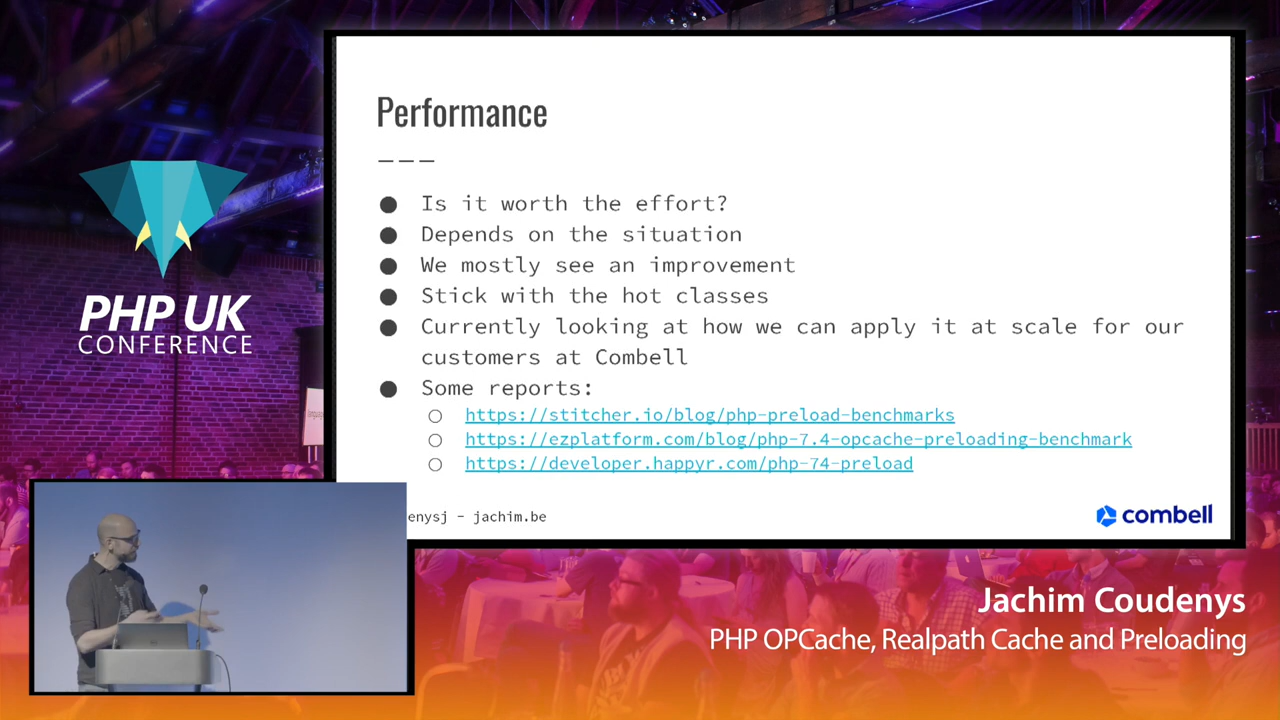 Performance
Is it worth the effort?
Depends on the situation
We mostly see an improvement
Stick with the hot classes
Currently looking at how we can apply it at scale for our
customers at Combell
Some reports:
https://stitcher.io/blog/php-preload-benchmarks
https://ezplatform.com/blog/php-7.4-opcache-preloading-benchmark
https://developer.happyr.com/php-74-preload
enysj - jachim.be
combell
PHP UK
CONFERENCE
Jachim Coudenys
PHP OPCache, Realpath Cache and Preloading